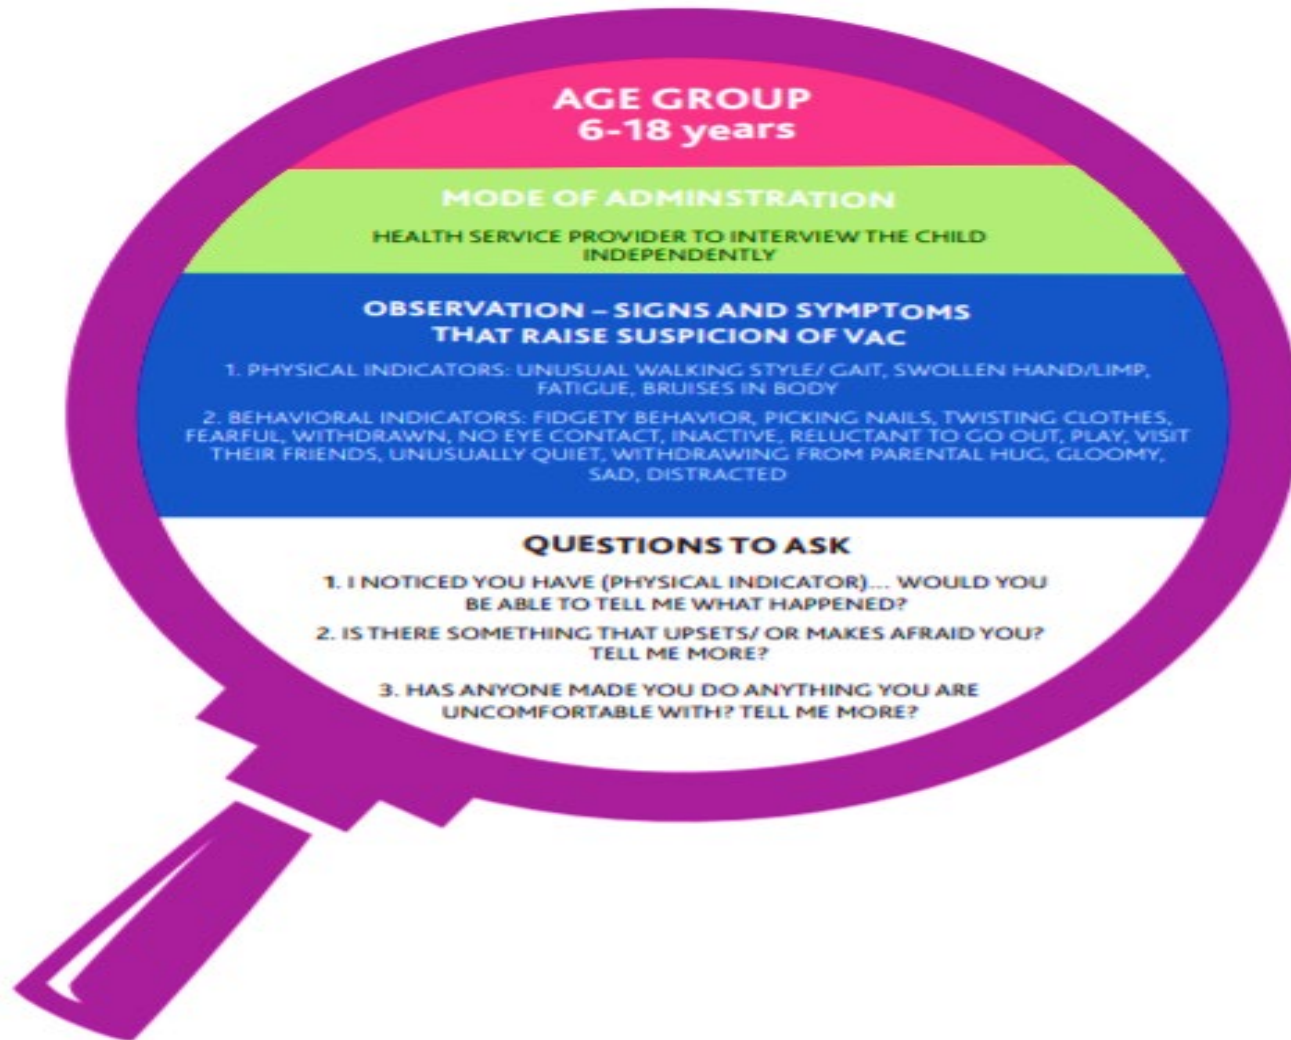 AGE GROUP
6-18 years
MODE OF ADMINSTRATION
HEALTH SERVICE PROVIDER TO INTERVIEW THE CHILD
INDEPENDENTLY
OBSERVATION – SIGNS AND SYMPTOMS
THAT RAISE SUSPICION OF VAC
1. PHYSICAL INDICATORS: UNUSUAL WALKING STYLE/ GAIT, SWOLLEN HAND/LIMP,
FATIGUE, BRUISES IN BODY
2. BEHAVIORAL INDICATORS: FIDGETY BEHAVIOR, PICKING NAILS, TWISTING CLOTHES,
FEARFUL, WITHDRAWN, NO EYE CONTACT, INACTIVE, RELUCTANT TO GO OUT, PLAY, VISIT
THEIR FRIENDS, UNUSUALLY QUIET, WITHDRAWING FROM PARENTAL HUG, GLOOMY,
SAD, DISTRACTED
QUESTIONS TO ASK
1. I NOTICED YOU HAVE (PHYSICAL INDICATOR)... WOULD YOU
BE ABLE TO TELL ME WHAT HAPPENED?
2. IS THERE SOMETHING THAT UPSETS/ OR MAKES AFRAID YOU?
TELL ME MORE?
3. HAS ANYONE MADE YOU DO ANYTHING YOU ARE
UNCOMFORTABLE WITH? TELL ME MORE?